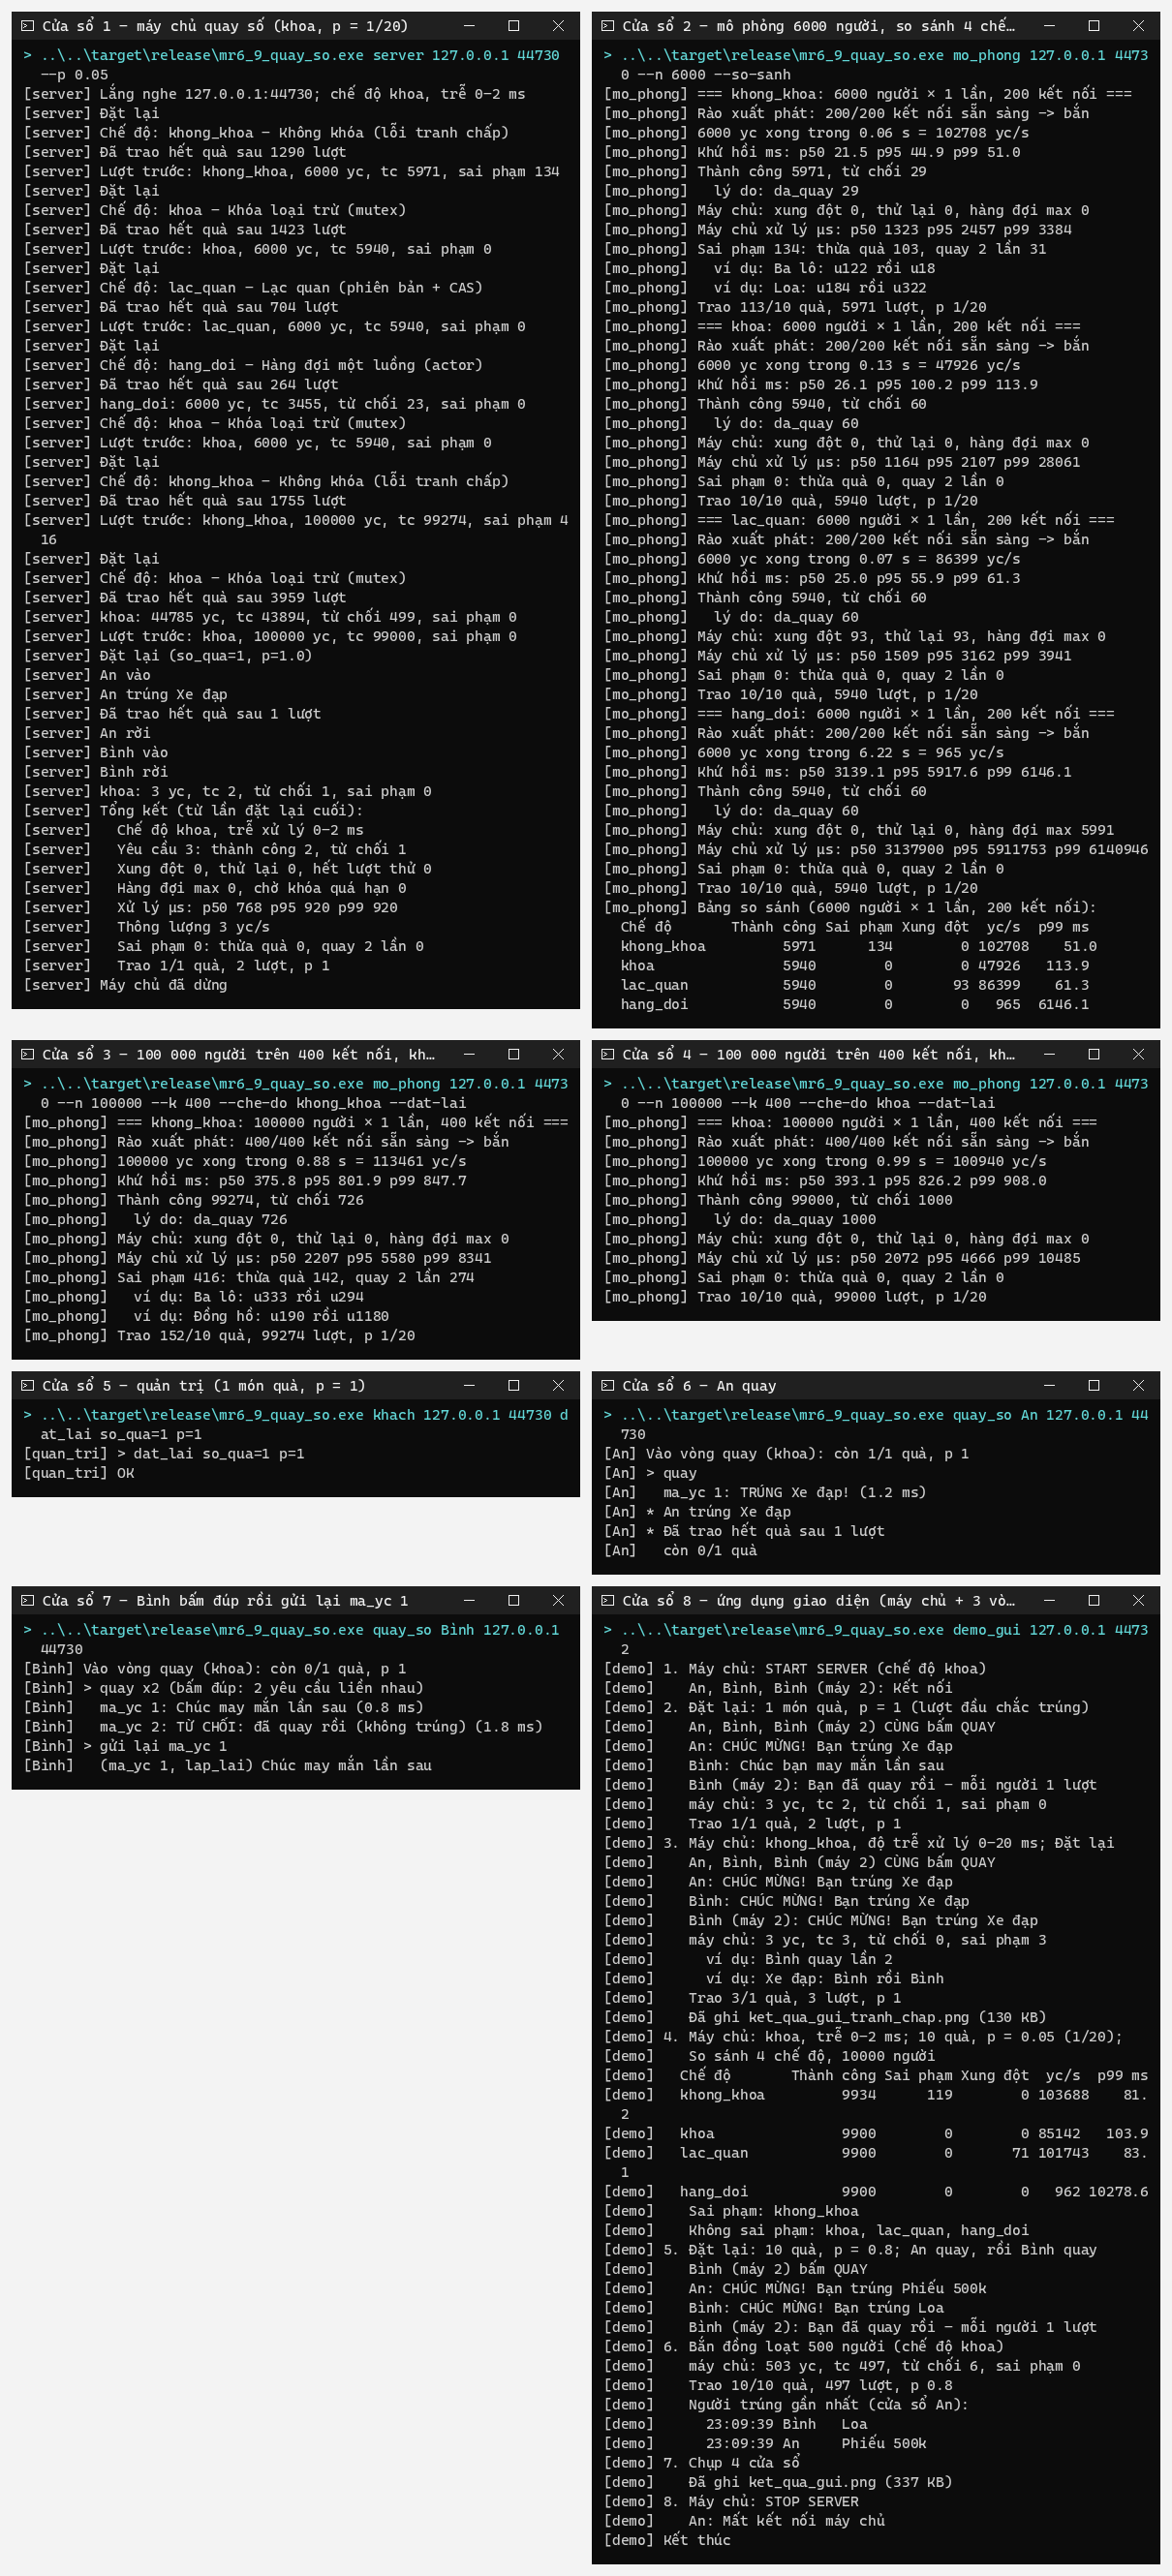 Cửa sổ 1 — máy chủ quay số (khoa, p = 1/20)
> ..\..\target\release\mr6_9_quay_so.exe server 127.0.0.1 44730
--p 0.05
[server] Lắng nghe 127.0.0.1:44730; chế độ khoa, trễ 0–2 ms
[server] Đặt lại
[server] Chế độ: khong_khoa — Không khóa (lỗi tranh chấp)
[server] Đã trao hết quà sau 1290 lượt
[server] Lượt trước: khong_khoa, 6000 yc, tc 5971, sai phạm 134
[server] Đặt lại
[server] Chế độ: khoa — Khóa loại trừ (mutex)
[server] Đã trao hết quà sau 1423 lượt
[server] Lượt trước: khoa, 6000 yc, tc 5940, sai phạm 0
[server] Đặt lại
[server] Chế độ: lac_quan — Lạc quan (phiên bản + CAS)
[server] Đã trao hết quà sau 704 lượt
[server] Lượt trước: lac_quan, 6000 yc, tc 5940, sai phạm 0
[server] Đặt lại
[server] Chế độ: hang_doi — Hàng đợi một luồng (actor)
[server] Đã trao hết quà sau 264 lượt
[server] hang_doi: 6000 yc, tc 3455, từ chối 23, sai phạm 0
[server] Chế độ: khoa — Khóa loại trừ (mutex)
[server] Lượt trước: khoa, 6000 yc, tc 5940, sai phạm 0
[server] Đặt lại
[server] Chế độ: khong_khoa — Không khóa (lỗi tranh chấp)
[server] Đã trao hết quà sau 1755 lượt
[server] Lượt trước: khong_khoa, 100000 yc, tc 99274, sai phạm 4
16
[server] Đặt lại
[server] Chế độ: khoa — Khóa loại trừ (mutex)
[server] Đã trao hết quà sau 3959 lượt
[server] khoa: 44785 yc, tc 43894, từ chối 499, sai phạm 0
[server] Lượt trước: khoa, 100000 yc, tc 99000, sai phạm 0
[server] Đặt lại (so_qua=1, p=1.0)
[server] An vào
[server] An trúng Xe đạp
[server] Đã trao hết quà sau 1 lượt
[server] An rời
[server] Bình vào
[server] Bình rời
[server] khoa: 3 yc, tc 2, từ chối 1, sai phạm 0
[server] Tổng kết (từ lần đặt lại cuối):
[server]   Chế độ khoa, trễ xử lý 0–2 ms
[server]   Yêu cầu 3: thành công 2, từ chối 1
[server]   Xung đột 0, thử lại 0, hết lượt thử 0
[server]   Hàng đợi max 0, chờ khóa quá hạn 0
[server]   Xử lý µs: p50 768 p95 920 p99 920
[server]   Thông lượng 3 yc/s
[server]   Sai phạm 0: thừa quà 0, quay 2 lần 0
[server]   Trao 1/1 quà, 2 lượt, p 1
[server] Máy chủ đã dừng
Cửa sổ 2 — mô phỏng 6000 người, so sánh 4 chế…
> ..\..\target\release\mr6_9_quay_so.exe mo_phong 127.0.0.1 4473
0 --n 6000 --so-sanh
[mo_phong] === khong_khoa: 6000 người × 1 lần, 200 kết nối ===
[mo_phong] Rào xuất phát: 200/200 kết nối sẵn sàng -> bắn
[mo_phong] 6000 yc xong trong 0.06 s = 102708 yc/s
[mo_phong] Khứ hồi ms: p50 21.5 p95 44.9 p99 51.0
[mo_phong] Thành công 5971, từ chối 29
[mo_phong]   lý do: da_quay 29
[mo_phong] Máy chủ: xung đột 0, thử lại 0, hàng đợi max 0
[mo_phong] Máy chủ xử lý µs: p50 1323 p95 2457 p99 3384
[mo_phong] Sai phạm 134: thừa quà 103, quay 2 lần 31
[mo_phong]   ví dụ: Ba lô: u122 rồi u18
[mo_phong]   ví dụ: Loa: u184 rồi u322
[mo_phong] Trao 113/10 quà, 5971 lượt, p 1/20
[mo_phong] === khoa: 6000 người × 1 lần, 200 kết nối ===
[mo_phong] Rào xuất phát: 200/200 kết nối sẵn sàng -> bắn
[mo_phong] 6000 yc xong trong 0.13 s = 47926 yc/s
[mo_phong] Khứ hồi ms: p50 26.1 p95 100.2 p99 113.9
[mo_phong] Thành công 5940, từ chối 60
[mo_phong]   lý do: da_quay 60
[mo_phong] Máy chủ: xung đột 0, thử lại 0, hàng đợi max 0
[mo_phong] Máy chủ xử lý µs: p50 1164 p95 2107 p99 28061
[mo_phong] Sai phạm 0: thừa quà 0, quay 2 lần 0
[mo_phong] Trao 10/10 quà, 5940 lượt, p 1/20
[mo_phong] === lac_quan: 6000 người × 1 lần, 200 kết nối ===
[mo_phong] Rào xuất phát: 200/200 kết nối sẵn sàng -> bắn
[mo_phong] 6000 yc xong trong 0.07 s = 86399 yc/s
[mo_phong] Khứ hồi ms: p50 25.0 p95 55.9 p99 61.3
[mo_phong] Thành công 5940, từ chối 60
[mo_phong]   lý do: da_quay 60
[mo_phong] Máy chủ: xung đột 93, thử lại 93, hàng đợi max 0
[mo_phong] Máy chủ xử lý µs: p50 1509 p95 3162 p99 3941
[mo_phong] Sai phạm 0: thừa quà 0, quay 2 lần 0
[mo_phong] Trao 10/10 quà, 5940 lượt, p 1/20
[mo_phong] === hang_doi: 6000 người × 1 lần, 200 kết nối ===
[mo_phong] Rào xuất phát: 200/200 kết nối sẵn sàng -> bắn
[mo_phong] 6000 yc xong trong 6.22 s = 965 yc/s
[mo_phong] Khứ hồi ms: p50 3139.1 p95 5917.6 p99 6146.1
[mo_phong] Thành công 5940, từ chối 60
[mo_phong]   lý do: da_quay 60
[mo_phong] Máy chủ: xung đột 0, thử lại 0, hàng đợi max 5991
[mo_phong] Máy chủ xử lý µs: p50 3137900 p95 5911753 p99 6140946
[mo_phong] Sai phạm 0: thừa quà 0, quay 2 lần 0
[mo_phong] Trao 10/10 quà, 5940 lượt, p 1/20
[mo_phong] Bảng so sánh (6000 người × 1 lần, 200 kết nối):
Chế độ Thành công Sai phạm Xung đột yc/s p99 ms
khong_khoa 5971 134 0 102708 51.0
khoa 5940 0 0 47926 113.9
lac_quan 5940 0 93 86399 61.3
hang_doi 5940 0 0 965 6146.1
Cửa sổ 3 — 100 000 người trên 400 kết nối, kh…
> ..\..\target\release\mr6_9_quay_so.exe mo_phong 127.0.0.1 4473
0 --n 100000 --k 400 --che-do khong_khoa --dat-lai
[mo_phong] === khong_khoa: 100000 người × 1 lần, 400 kết nối ===
[mo_phong] Rào xuất phát: 400/400 kết nối sẵn sàng -> bắn
[mo_phong] 100000 yc xong trong 0.88 s = 113461 yc/s
[mo_phong] Khứ hồi ms: p50 375.8 p95 801.9 p99 847.7
[mo_phong] Thành công 99274, từ chối 726
[mo_phong]   lý do: da_quay 726
[mo_phong] Máy chủ: xung đột 0, thử lại 0, hàng đợi max 0
[mo_phong] Máy chủ xử lý µs: p50 2207 p95 5580 p99 8341
[mo_phong] Sai phạm 416: thừa quà 142, quay 2 lần 274
[mo_phong]   ví dụ: Ba lô: u333 rồi u294
[mo_phong]   ví dụ: Đồng hồ: u190 rồi u1180
[mo_phong] Trao 152/10 quà, 99274 lượt, p 1/20
Cửa sổ 4 — 100 000 người trên 400 kết nối, kh…
> ..\..\target\release\mr6_9_quay_so.exe mo_phong 127.0.0.1 4473
0 --n 100000 --k 400 --che-do khoa --dat-lai
[mo_phong] === khoa: 100000 người × 1 lần, 400 kết nối ===
[mo_phong] Rào xuất phát: 400/400 kết nối sẵn sàng -> bắn
[mo_phong] 100000 yc xong trong 0.99 s = 100940 yc/s
[mo_phong] Khứ hồi ms: p50 393.1 p95 826.2 p99 908.0
[mo_phong] Thành công 99000, từ chối 1000
[mo_phong]   lý do: da_quay 1000
[mo_phong] Máy chủ: xung đột 0, thử lại 0, hàng đợi max 0
[mo_phong] Máy chủ xử lý µs: p50 2072 p95 4666 p99 10485
[mo_phong] Sai phạm 0: thừa quà 0, quay 2 lần 0
[mo_phong] Trao 10/10 quà, 99000 lượt, p 1/20
Cửa sổ 5 — quản trị (1 món quà, p = 1)
> ..\..\target\release\mr6_9_quay_so.exe khach 127.0.0.1 44730 d
at_lai so_qua=1 p=1
[quan_tri] > dat_lai so_qua=1 p=1
[quan_tri] OK
Cửa sổ 6 — An quay
> ..\..\target\release\mr6_9_quay_so.exe quay_so An 127.0.0.1 44
730
[An] Vào vòng quay (khoa): còn 1/1 quà, p 1
[An] > quay
[An]   ma_yc 1: TRÚNG Xe đạp! (1.2 ms)
[An] * An trúng Xe đạp
[An] * Đã trao hết quà sau 1 lượt
[An]   còn 0/1 quà
Cửa sổ 7 — Bình bấm đúp rồi gửi lại ma_yc 1
> ..\..\target\release\mr6_9_quay_so.exe quay_so Bình 127.0.0.1
44730
[Bình] Vào vòng quay (khoa): còn 0/1 quà, p 1
[Bình] > quay x2 (bấm đúp: 2 yêu cầu liền nhau)
[Bình]   ma_yc 1: Chúc may mắn lần sau (0.8 ms)
[Bình]   ma_yc 2: TỪ CHỐI: đã quay rồi (không trúng) (1.8 ms)
[Bình] > gửi lại ma_yc 1
[Bình]   (ma_yc 1, lap_lai) Chúc may mắn lần sau
Cửa sổ 8 — ứng dụng giao diện (máy chủ + 3 vò…
> ..\..\target\release\mr6_9_quay_so.exe demo_gui 127.0.0.1 4473
2
[demo] 1. Máy chủ: START SERVER (chế độ khoa)
[demo]    An, Bình, Bình (máy 2): Kết nối
[demo] 2. Đặt lại: 1 món quà, p = 1 (lượt đầu chắc trúng)
[demo]    An, Bình, Bình (máy 2) CÙNG bấm QUAY
[demo]    An: CHÚC MỪNG! Bạn trúng Xe đạp
[demo]    Bình: Chúc bạn may mắn lần sau
[demo]    Bình (máy 2): Bạn đã quay rồi — mỗi người 1 lượt
[demo]    máy chủ: 3 yc, tc 2, từ chối 1, sai phạm 0
[demo]    Trao 1/1 quà, 2 lượt, p 1
[demo] 3. Máy chủ: khong_khoa, độ trễ xử lý 0–20 ms; Đặt lại
[demo]    An, Bình, Bình (máy 2) CÙNG bấm QUAY
[demo]    An: CHÚC MỪNG! Bạn trúng Xe đạp
[demo]    Bình: CHÚC MỪNG! Bạn trúng Xe đạp
[demo]    Bình (máy 2): CHÚC MỪNG! Bạn trúng Xe đạp
[demo]    máy chủ: 3 yc, tc 3, từ chối 0, sai phạm 3
[demo]      ví dụ: Bình quay lần 2
[demo]      ví dụ: Xe đạp: Bình rồi Bình
[demo]    Trao 3/1 quà, 3 lượt, p 1
[demo]    Đã ghi ket_qua_gui_tranh_chap.png (130 KB)
[demo] 4. Máy chủ: khoa, trễ 0–2 ms; 10 quà, p = 0.05 (1/20);
[demo]    So sánh 4 chế độ, 10000 người
[demo]   Chế độ Thành công Sai phạm Xung đột yc/s p99 ms
[demo]   khong_khoa 9934 119 0 103688 81.
2
[demo]   khoa 9900 0 0 85142 103.9
[demo]   lac_quan 9900 0 71 101743 83.
1
[demo]   hang_doi 9900 0 0 962 10278.6
[demo]    Sai phạm: khong_khoa
[demo]    Không sai phạm: khoa, lac_quan, hang_doi
[demo] 5. Đặt lại: 10 quà, p = 0.8; An quay, rồi Bình quay
[demo]    Bình (máy 2) bấm QUAY
[demo]    An: CHÚC MỪNG! Bạn trúng Phiếu 500k
[demo]    Bình: CHÚC MỪNG! Bạn trúng Loa
[demo]    Bình (máy 2): Bạn đã quay rồi — mỗi người 1 lượt
[demo] 6. Bắn đồng loạt 500 người (chế độ khoa)
[demo]    máy chủ: 503 yc, tc 497, từ chối 6, sai phạm 0
[demo]    Trao 10/10 quà, 497 lượt, p 0.8
[demo]    Người trúng gần nhất (cửa sổ An):
[demo]      23:09:39 Bình   Loa
[demo]      23:09:39 An     Phiếu 500k
[demo] 7. Chụp 4 cửa sổ
[demo]    Đã ghi ket_qua_gui.png (337 KB)
[demo] 8. Máy chủ: STOP SERVER
[demo]    An: Mất kết nối máy chủ
[demo] Kết thúc